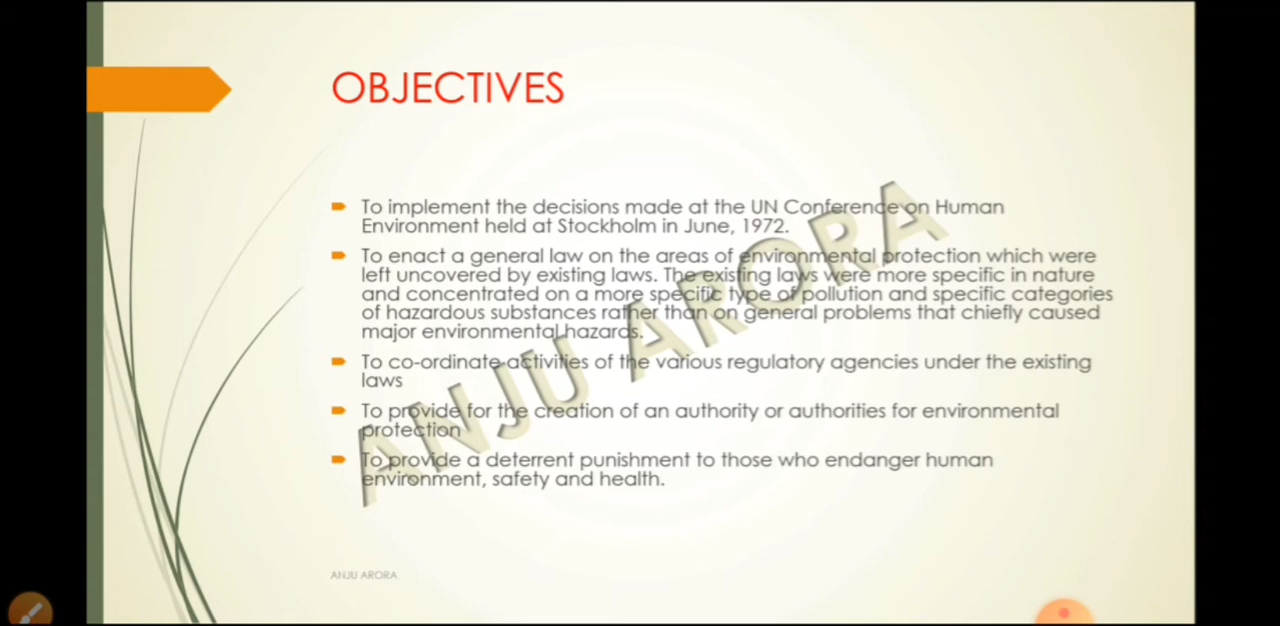 OBJECTIVES
To implement the decisions made at the UN Conference on Human
Environment held at Stockholm in June, 1972.
To enact a general law on the areas of environmental protection which were
left uncovered by existing laws. The existing laws were more specific in nature
and concentrated on a more specific type of pollution and specific categories
of hazardous substances rather than on general problems that chiefly caused
major environmental hazards.
To co-ordinate activities of the various regulatory agencies under the existing
laws
To provide for the creation of an authority or authorities for environmental
protection
To provide a deterrent punishment to those who endanger human
environment, safety and health.
ANJU ARORA
ANJU ARORA